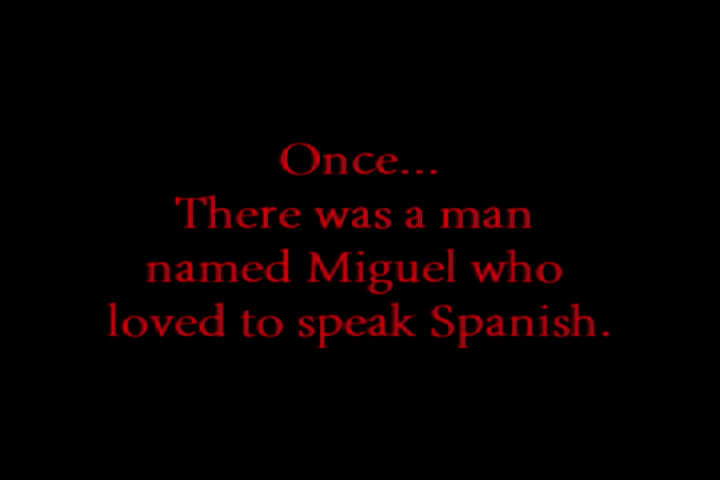 Once...
There was a man
named Miguel who
loved to speak Spanish.